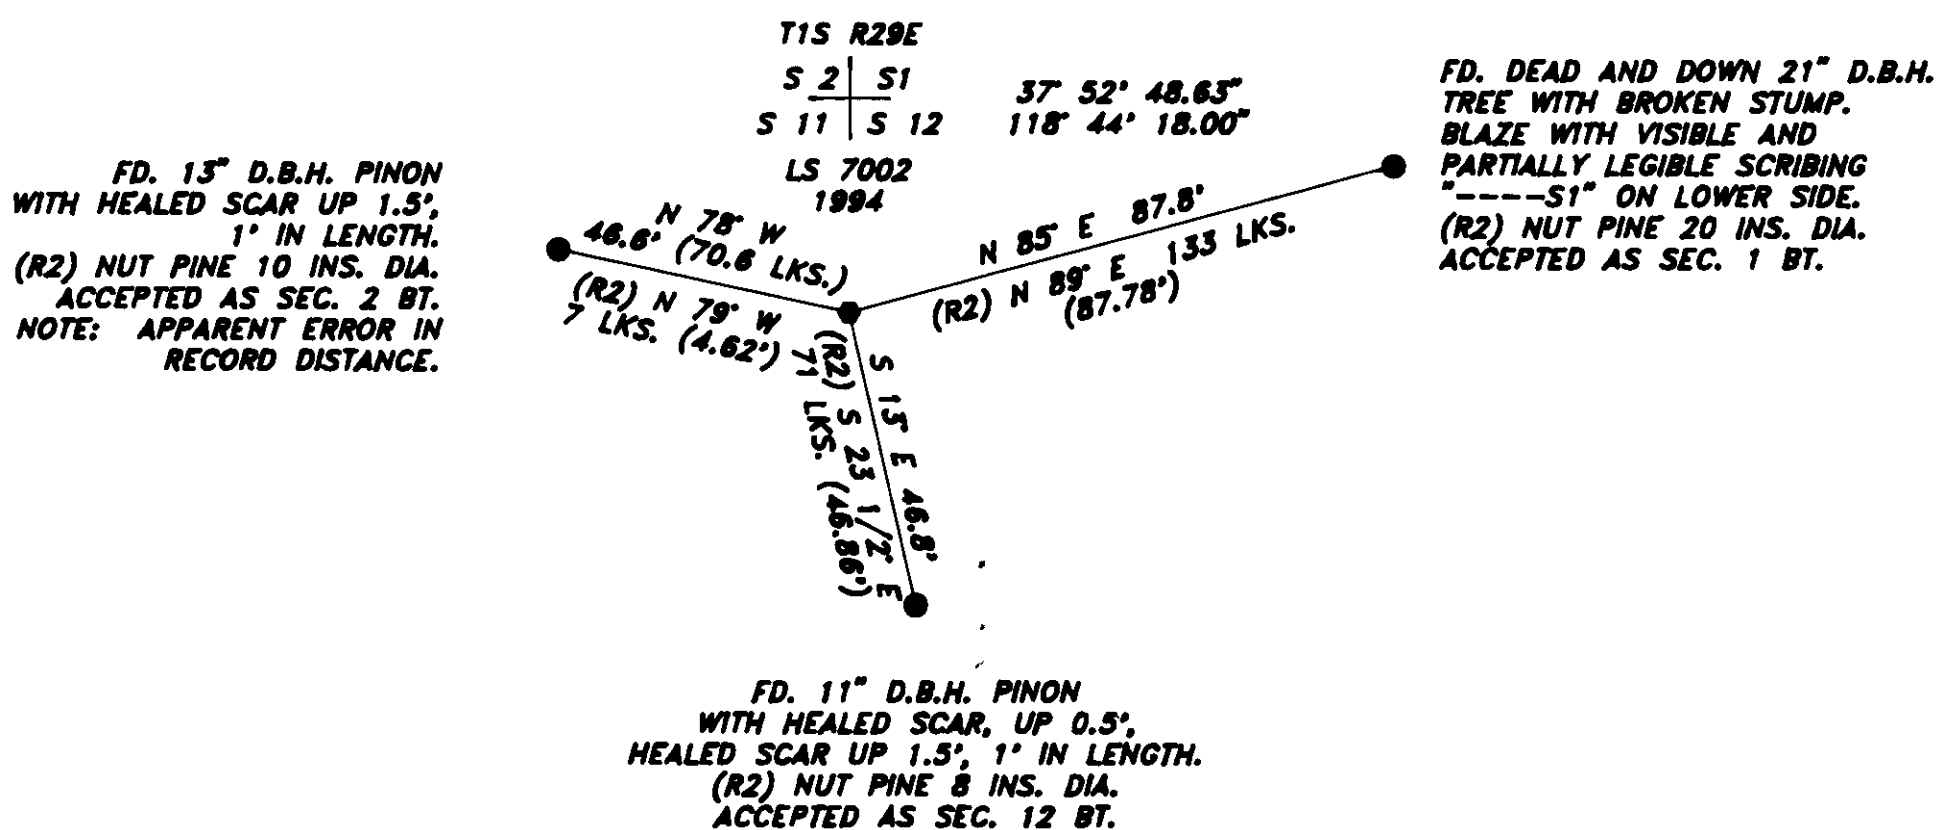 T1S R29E
S 2 S1
S 11 S 12
LS 7002
1994
37° 52' 48.63"
118° 44' 18.00"
FD. DEAD AND DOWN 21" D.B.H.
TREE WITH BROKEN STUMP.
BLAZE WITH VISIBLE AND
PARTIALLY LEGIBLE SCRIBING
"----S1" ON LOWER SIDE.
(R2) NUT PINE 20 INS. DIA.
ACCEPTED AS SEC. 1 BT.
FD. 13" D.B.H. PINON
WITH HEALED SCAR UP 1.5',
1' IN LENGTH.
(R2) NUT PINE 10 INS. DIA.
ACCEPTED AS SEC. 2 BT.
NOTE: APPARENT ERROR IN
RECORD DISTANCE.
N 78° W
46.6' (70.6 LKS.)
(R2) N 79° W
7 LKS. (4.62')
N 85° E 87.8'
(R2) N 89° E 133 LKS.
(87.78')
S 13° E 46.8'
(R2) S 23 1/2° E
71 LKS. (46.86')
FD. 11" D.B.H. PINON
WITH HEALED SCAR, UP 0.5',
HEALED SCAR UP 1.5', 1' IN LENGTH.
(R2) NUT PINE 8 INS. DIA.
ACCEPTED AS SEC. 12 BT.